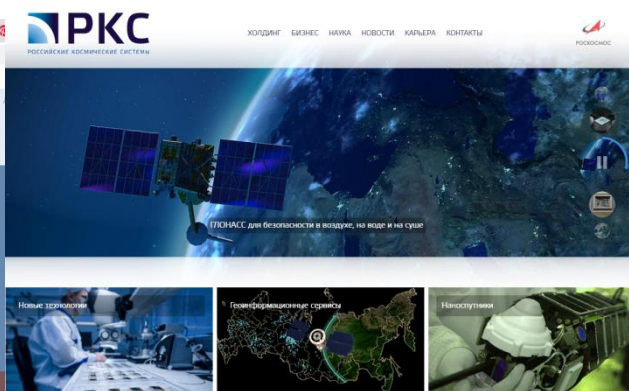 РКС
РОССИЙСКИЕ КОСМИЧЕСКИЕ СИСТЕМЫ
ХОЛДИНГ БИЗНЕС НАУКА НОВОСТИ КАРЬЕРА КОНТАКТЫ
РОСКОСМОС
ГЛОНАСС для безопасности в воздухе, на воде и на суше
Новые технологии
Геоинформационные сервисы
Наноспутники